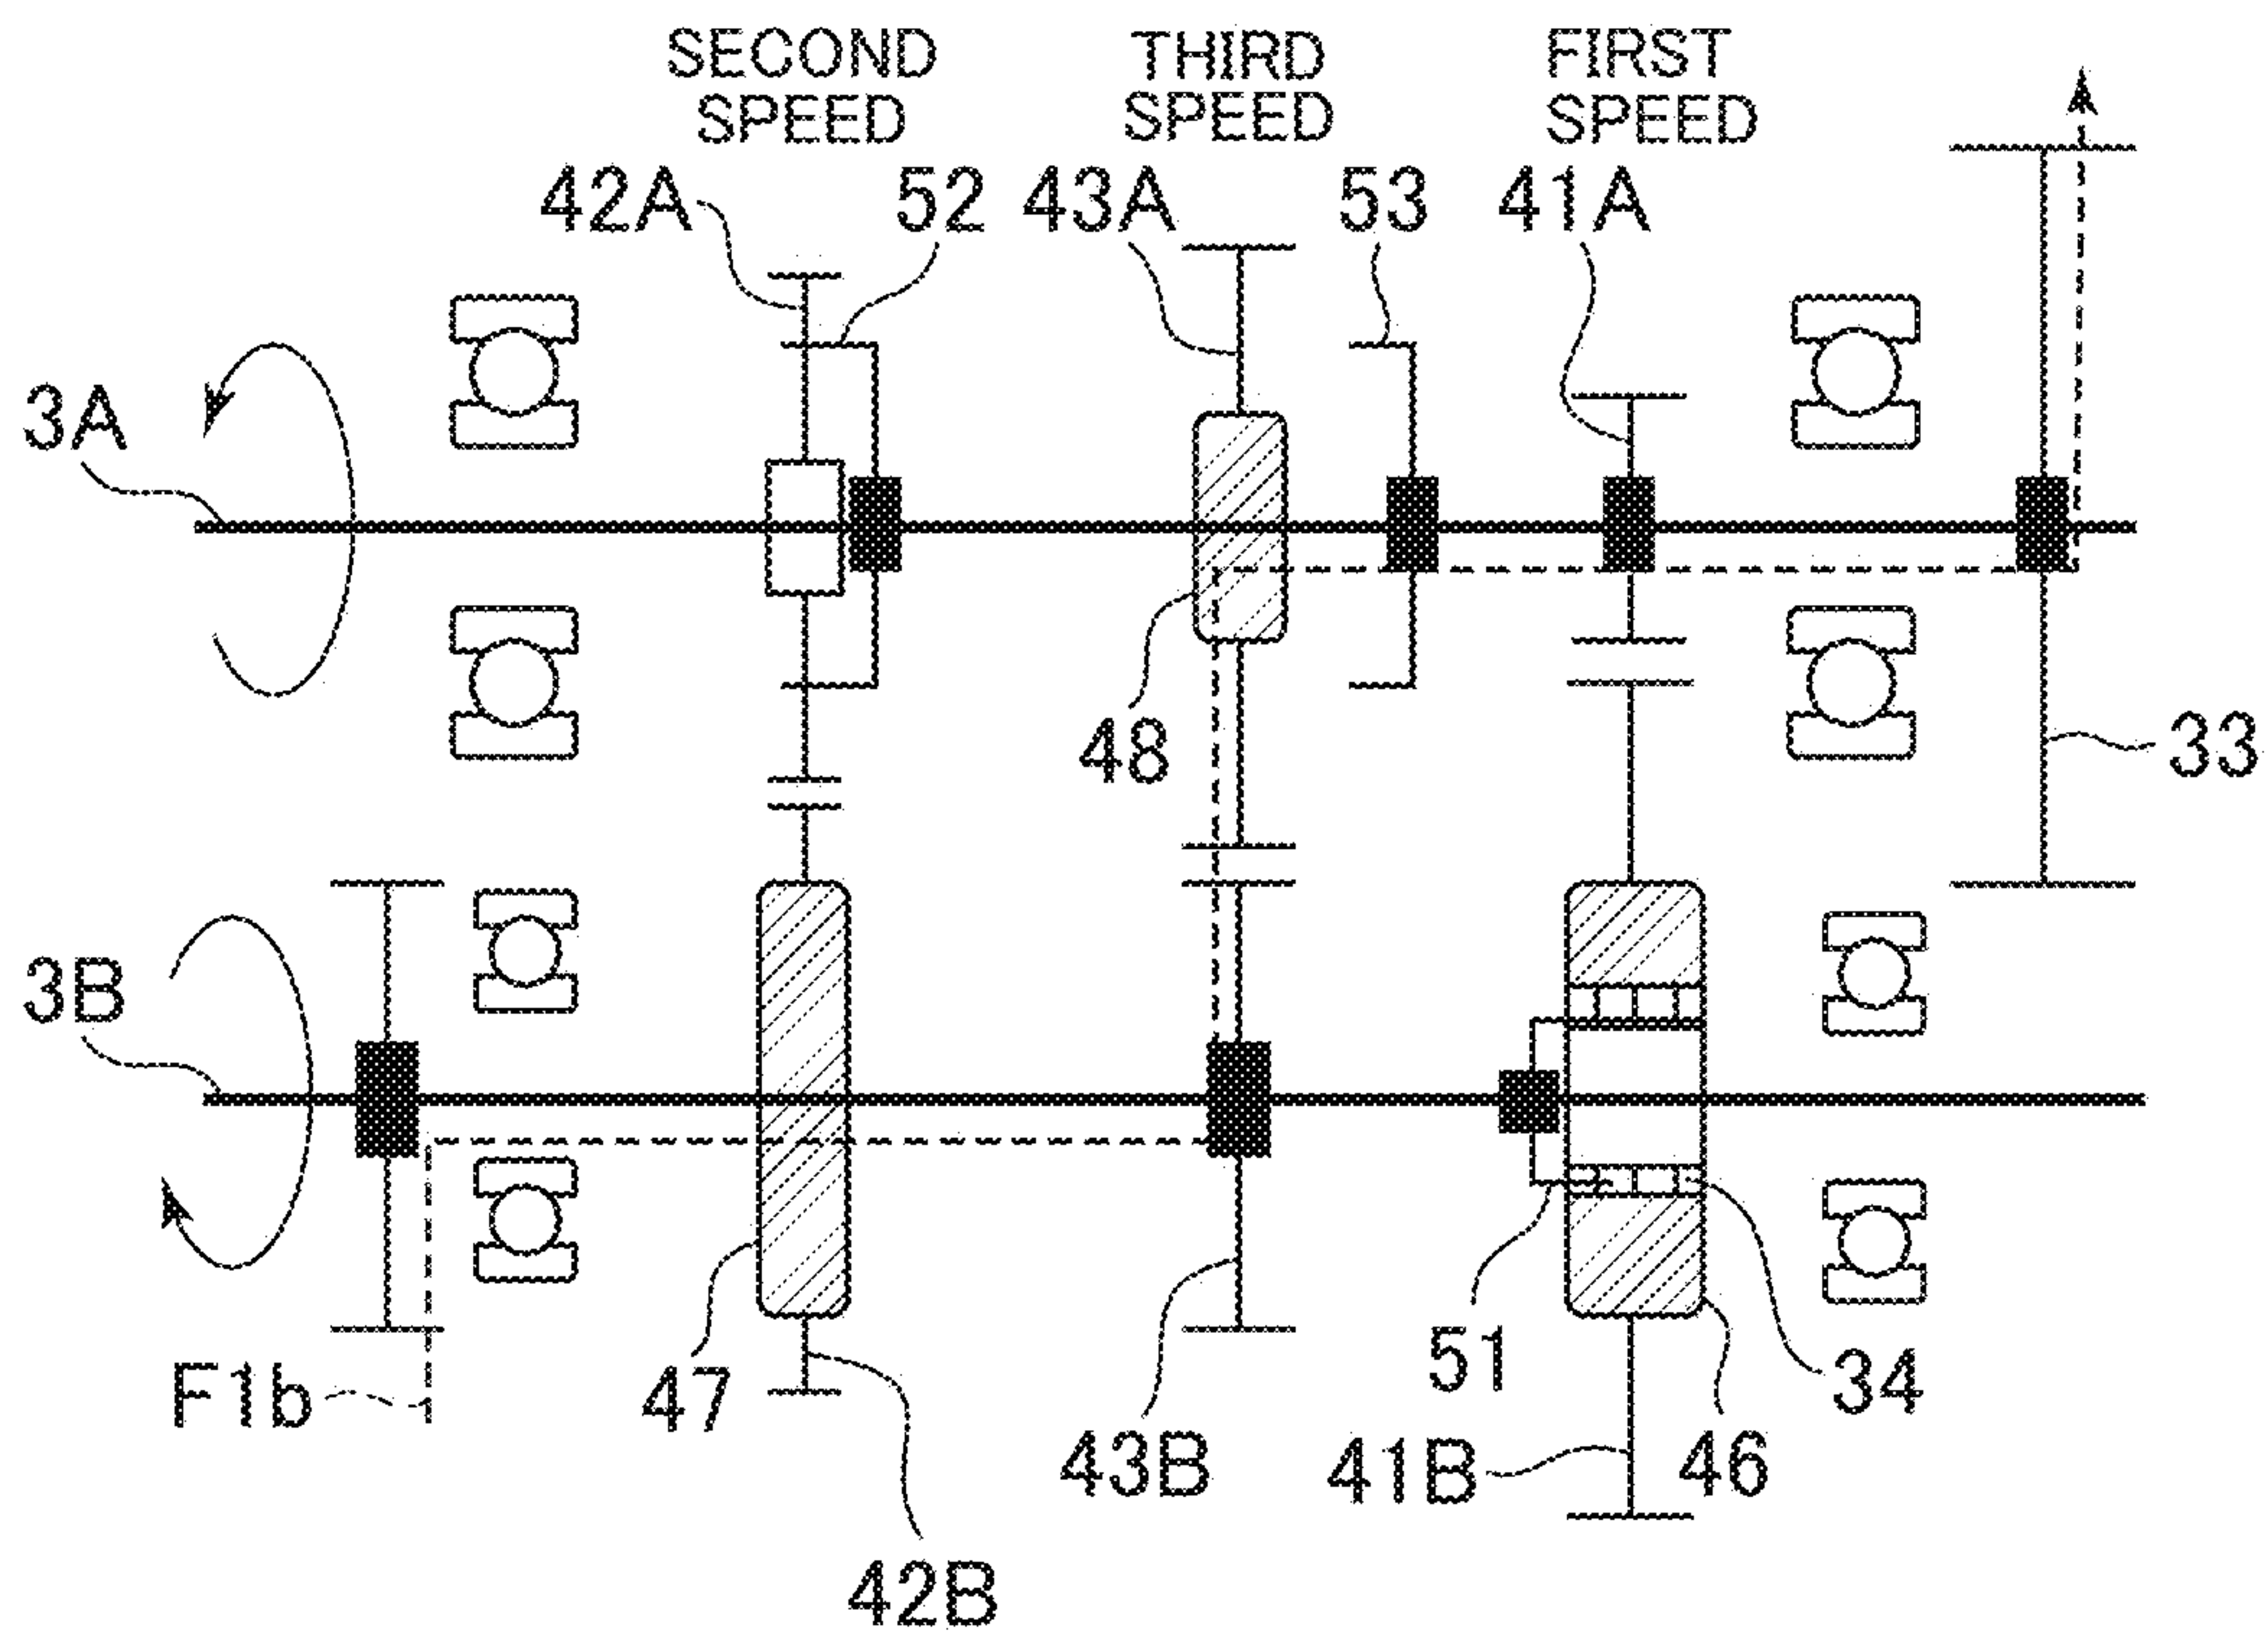 SECOND SPEED
THIRD SPEED
FIRST SPEED
42A
52
43A
53
41A
3A
48
33
3B
F1b
47
43B
51
34
41B
46
42B